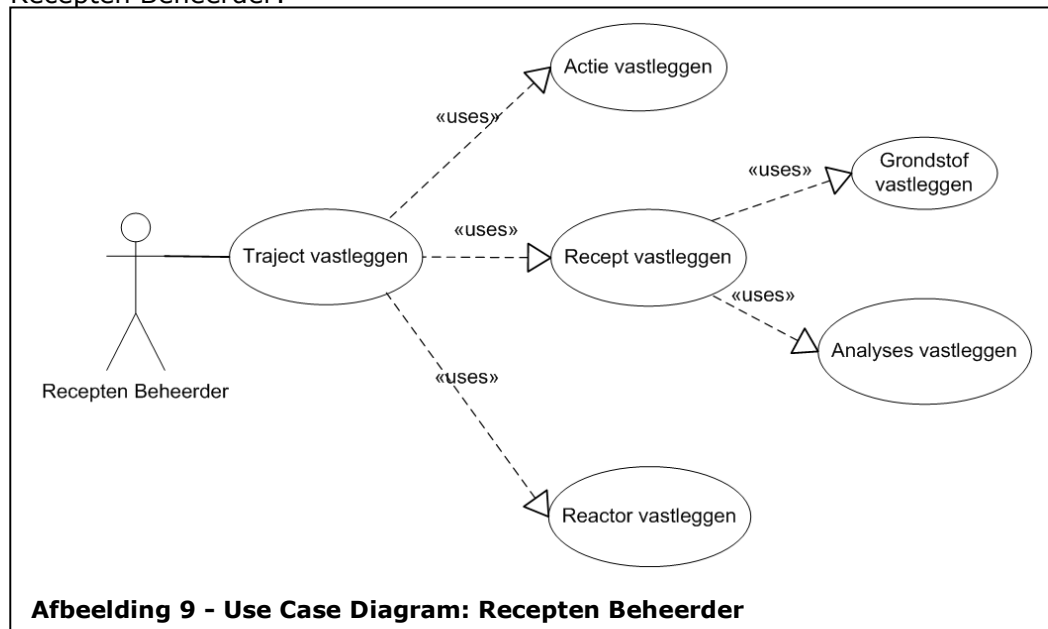 Recepten Beheerder.
Actie vastleggen
«uses»
Grondstof
vastleggen
«uses»
«uses»
Traject vastleggen
Recept vastleggen
«uses»
Analyses vastleggen
«uses»
Recepten Beheerder
Reactor vastleggen
Afbeelding 9 - Use Case Diagram: Recepten Beheerder